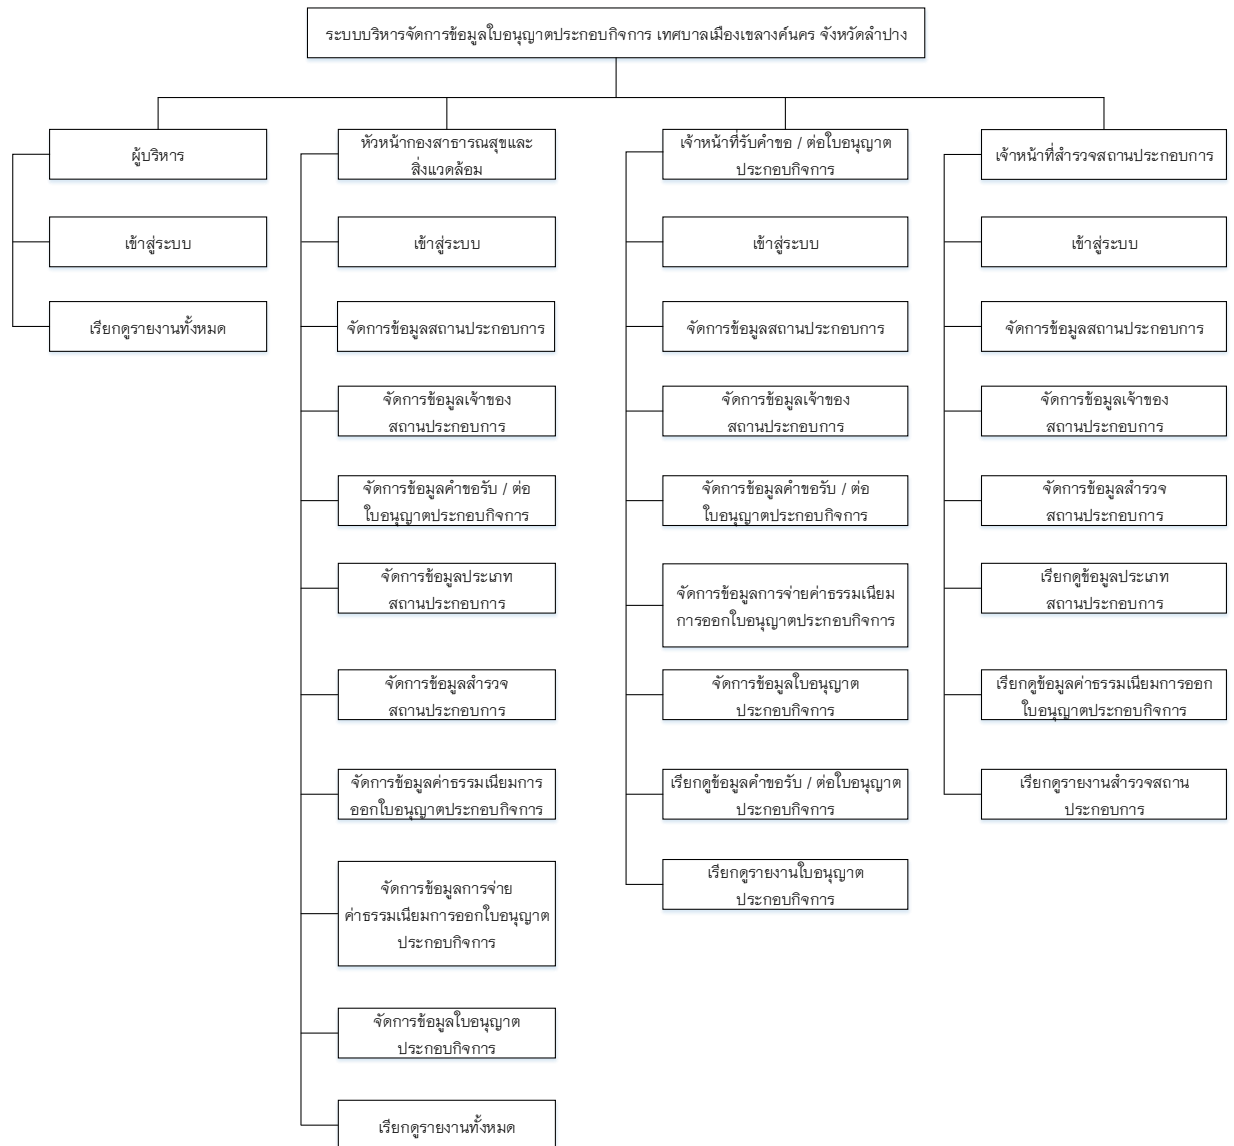 ระบบบริหารจัดการข้อมูลใบอนุญาตประกอบกิจการ เทศบาลเมืองเขลางค์นคร จังหวัดลำปาง
ผู้บริหาร
เข้าสู่ระบบ
เรียกดูรายงานทั้งหมด
หัวหน้ากองสาธารณสุขและ
สิ่งแวดล้อม
เข้าสู่ระบบ
จัดการข้อมูลสถานประกอบการ
จัดการข้อมูลเจ้าของ
สถานประกอบการ
จัดการข้อมูลคำขอรับ / ต่อ
ใบอนุญาตประกอบกิจการ
จัดการข้อมูลประเภท
สถานประกอบการ
จัดการข้อมูลสำรวจ
สถานประกอบการ
จัดการข้อมูลค่าธรรมเนียมการ
ออกใบอนุญาตประกอบกิจการ
จัดการข้อมูลการจ่าย
ค่าธรรมเนียมการออกใบอนุญาต
ประกอบกิจการ
จัดการข้อมูลใบอนุญาต
ประกอบกิจการ
เรียกดูรายงานทั้งหมด
เจ้าหน้าที่รับคำขอ / ต่อใบอนุญาต
ประกอบกิจการ
เข้าสู่ระบบ
จัดการข้อมูลสถานประกอบการ
จัดการข้อมูลเจ้าของ
สถานประกอบการ
จัดการข้อมูลคำขอรับ / ต่อ
ใบอนุญาตประกอบกิจการ
จัดการข้อมูลการจ่ายค่าธรรมเนียม
การออกใบอนุญาตประกอบกิจการ
จัดการข้อมูลใบอนุญาต
ประกอบกิจการ
เรียกดูข้อมูลคำขอรับ / ต่อใบอนุญาต
ประกอบกิจการ
เรียกดูรายงานใบอนุญาต
ประกอบกิจการ
เจ้าหน้าที่สำรวจสถานประกอบการ
เข้าสู่ระบบ
จัดการข้อมูลสถานประกอบการ
จัดการข้อมูลเจ้าของ
สถานประกอบการ
จัดการข้อมูลสำรวจ
สถานประกอบการ
เรียกดูข้อมูลประเภท
สถานประกอบการ
เรียกดูข้อมูลค่าธรรมเนียมการออก
ใบอนุญาตประกอบกิจการ
เรียกดูรายงานสำรวจสถาน
ประกอบการ